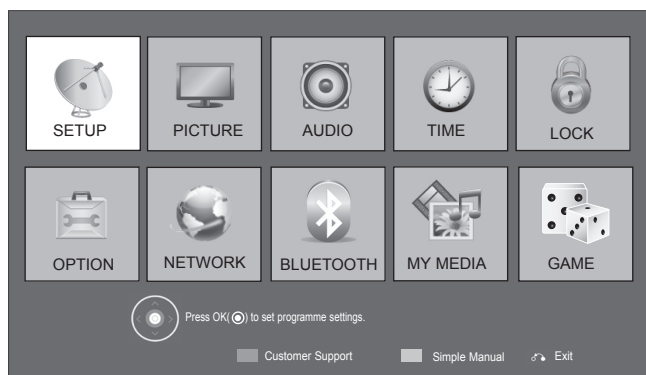 SETUP PICTURE AUDIO TIME LOCK
OPTION NETWORK BLUETOOTH MY MEDIA GAME
Press OK(◉) to set programme settings.
Customer Support Simple Manual Exit